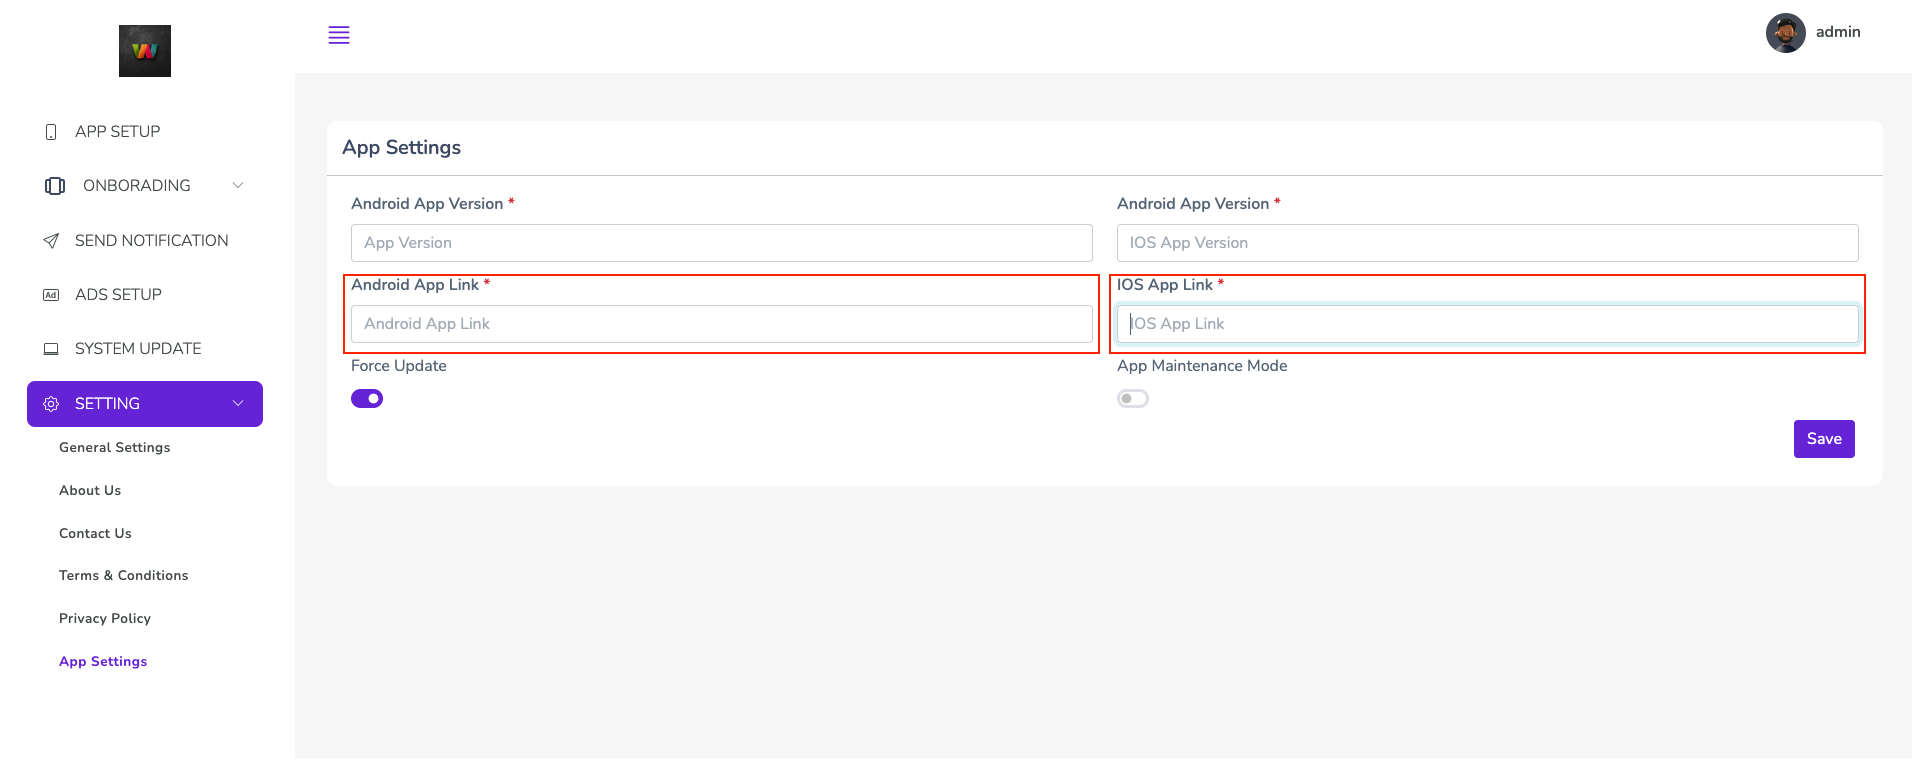 admin
APP SETUP
ONBORADING
SEND NOTIFICATION
Ad ADS SETUP
SYSTEM UPDATE
SETTING
General Settings
About Us
Contact Us
Terms & Conditions
Privacy Policy
App Settings
App Settings
Android App Version *
App Version
Android App Version *
IOS App Version
Android App Link *
Android App Link
IOS App Link *
IOS App Link
Force Update
App Maintenance Mode
Save